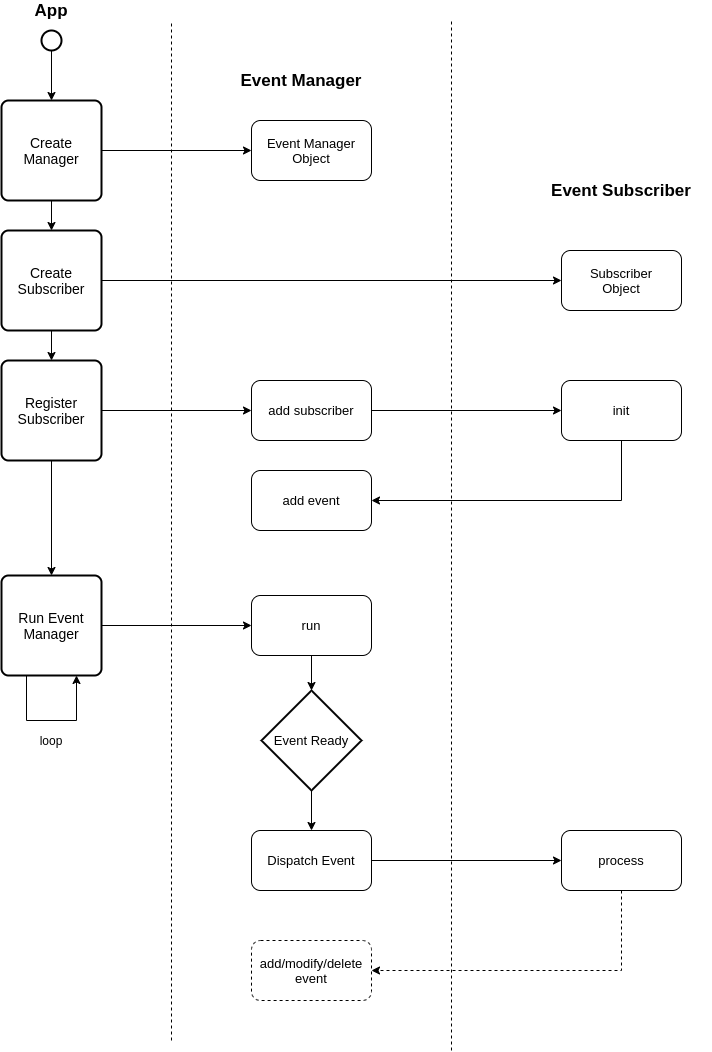 App
Event Manager
Create
Manager
Event Manager
Object
Event Subscriber
Create
Subscriber
Subscriber
Object
Register
Subscriber
add subscriber
init
add event
Run Event
Manager
run
loop
Event Ready
Dispatch Event
process
add/modify/delete
event